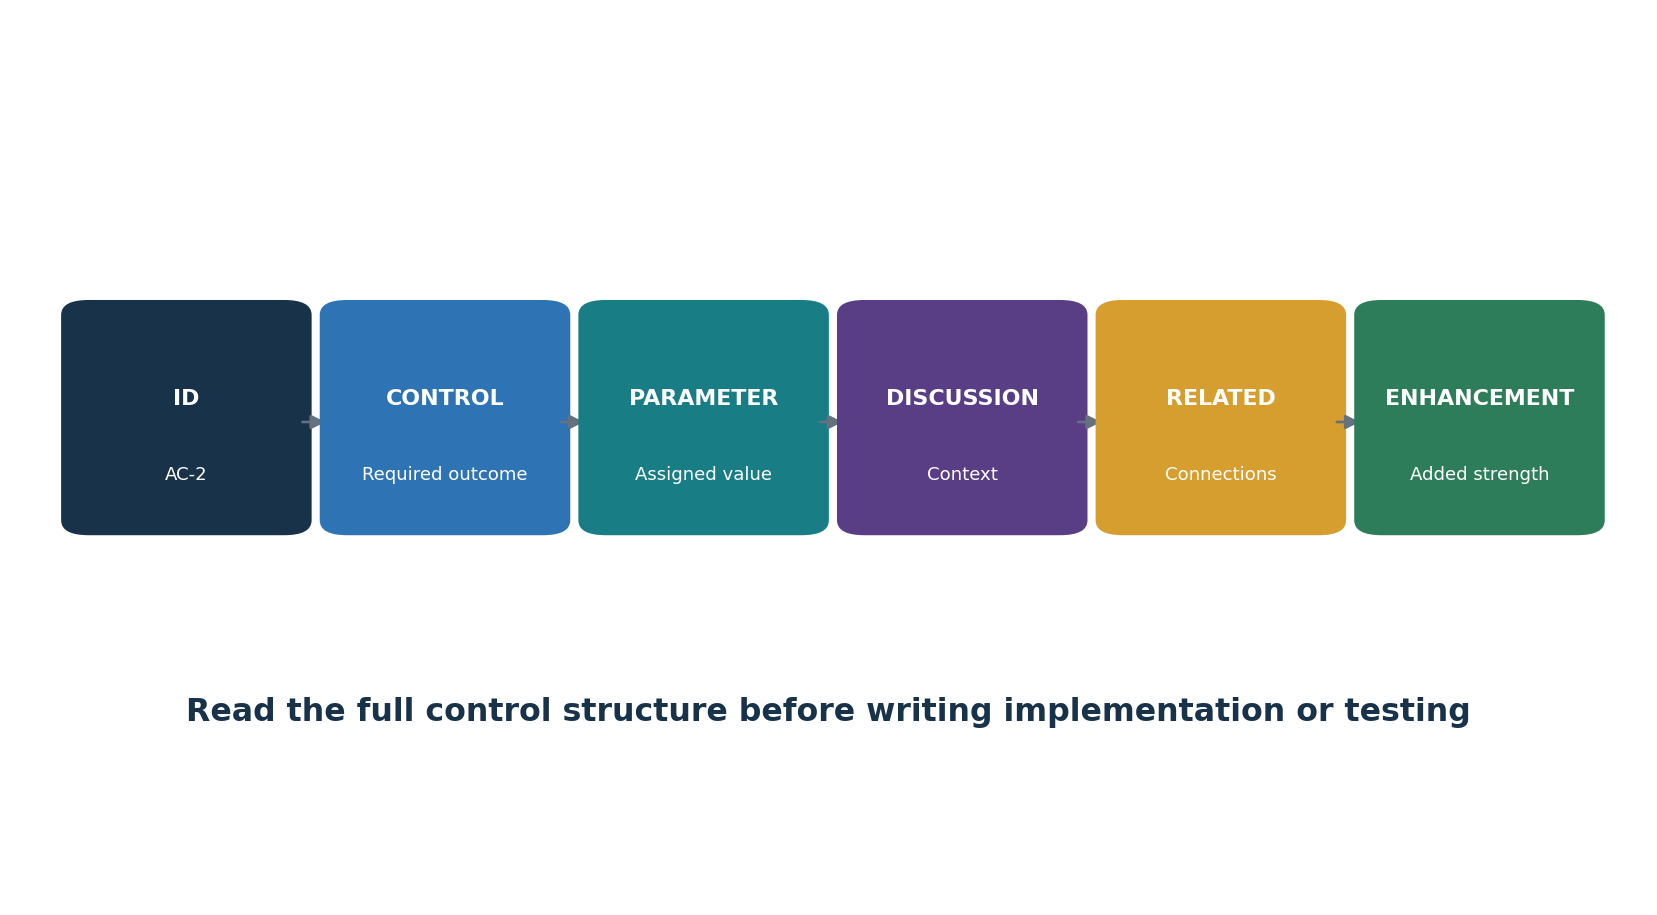 ID
AC-2
CONTROL
Required outcome
PARAMETER
Assigned value
DISCUSSION
Context
RELATED
Connections
ENHANCEMENT
Added strength
Read the full control structure before writing implementation or testing